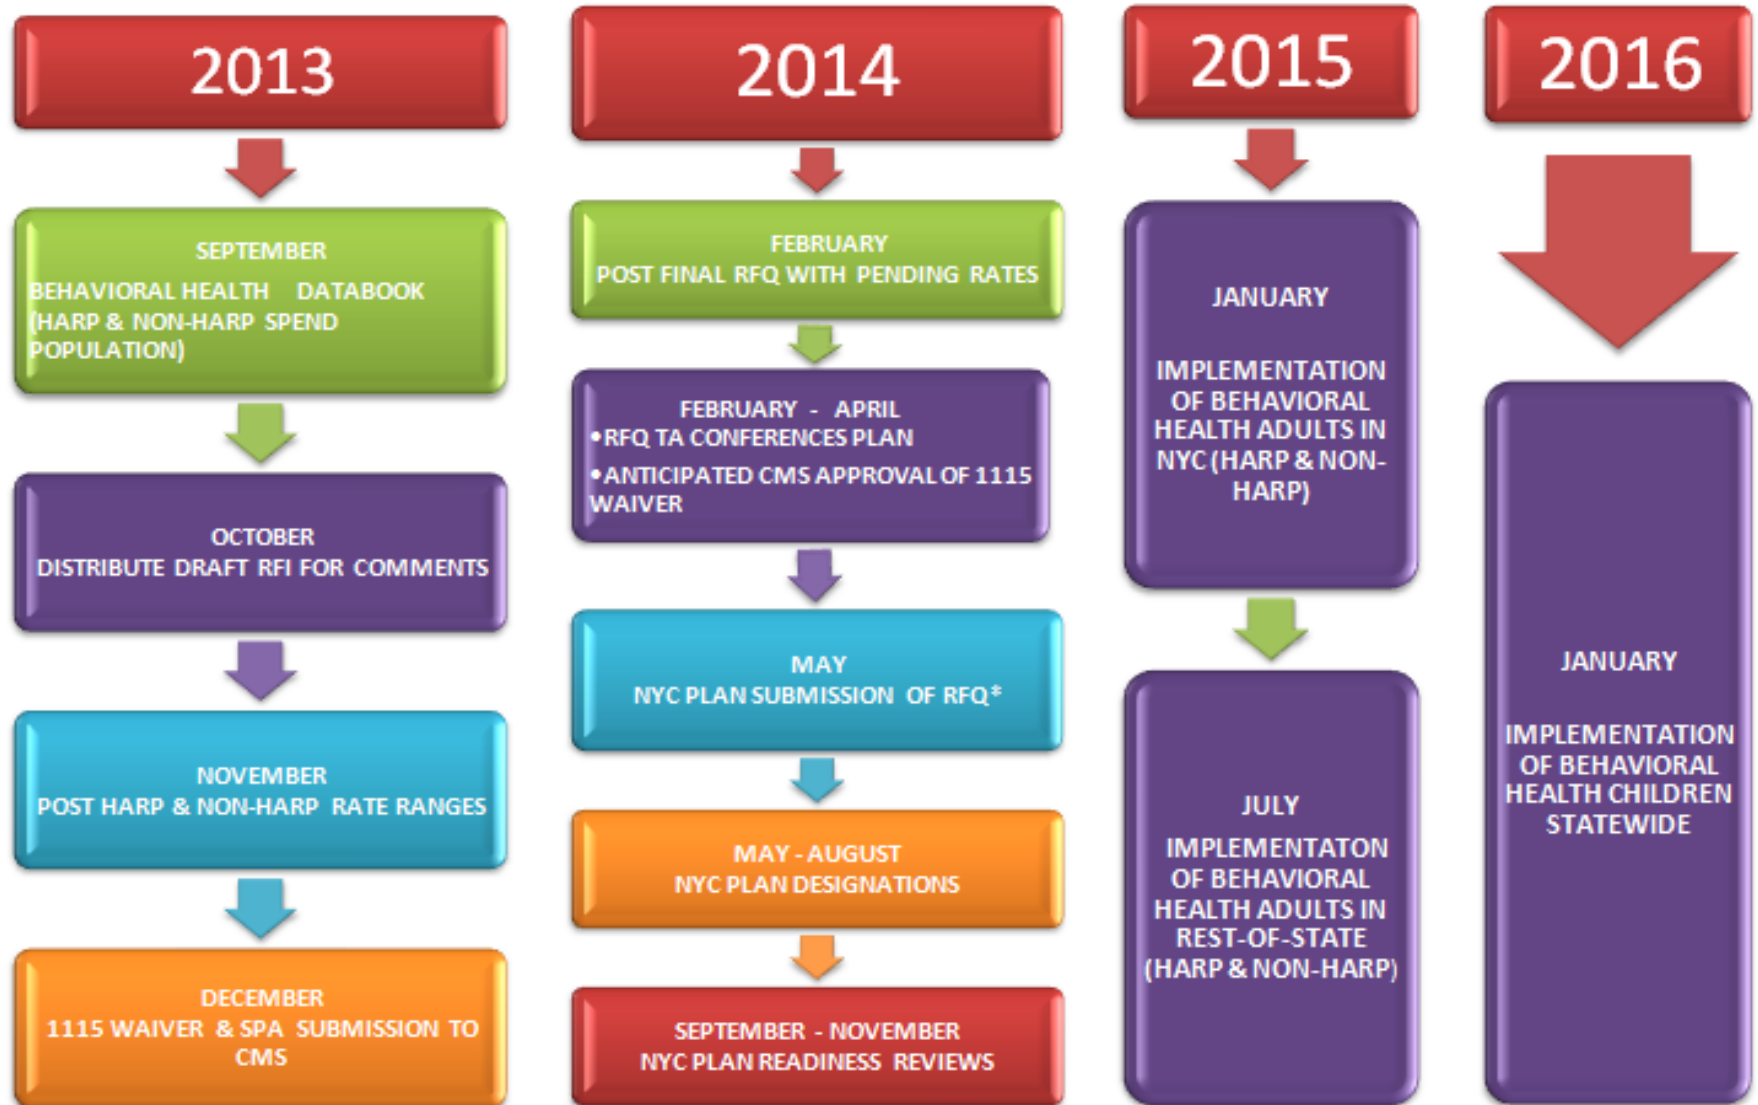 2013
SEPTEMBER
BEHAVIORAL HEALTH DATABOOK
(HARP & NON-HARP SPEND
POPULATION)
OCTOBER
DISTRIBUTE DRAFT RFI FOR COMMENTS
NOVEMBER
POST HARP & NON-HARP RATE RANGES
DECEMBER
1115 WAIVER & SPA SUBMISSION TO
CMS
2014
FEBRUARY
POST FINAL RFQ WITH PENDING RATES
FEBRUARY - APRIL
•RFQ TA CONFERENCES PLAN
•ANTICIPATED CMS APPROVAL OF 1115
WAIVER
MAY
NYC PLAN SUBMISSION OF RFQ*
MAY - AUGUST
NYC PLAN DESIGNATIONS
SEPTEMBER - NOVEMBER
NYC PLAN READINESS REVIEWS
2015
JANUARY
IMPLEMENTATION
OF BEHAVIORAL
HEALTH ADULTS IN
NYC (HARP & NON-
HARP)
JULY
IMPLEMENTATON
OF BEHAVIORAL
HEALTH ADULTS IN
REST-OF-STATE
(HARP & NON-HARP)
2016
JANUARY
IMPLEMENTATION
OF BEHAVIORAL
HEALTH CHILDREN
STATEWIDE